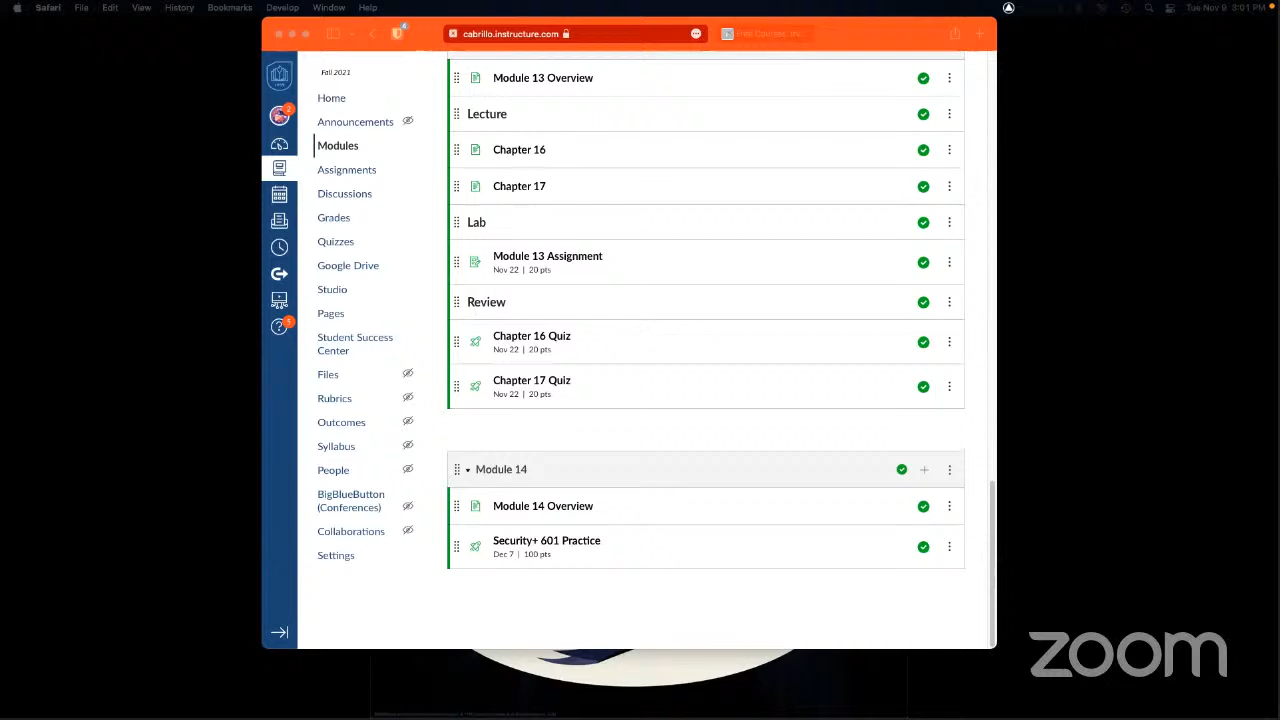 Safari File Edit View History Bookmarks Develop Window Help
Tue Nov 9 3:01 PM
4
cabrillo.instructure.com
Fall 2021
2
Home
Announcements
Modules
Assignments
Discussions
Grades
Quizzes
Google Drive
Studio
Pages
5
Student Success
Center
Files
Rubrics
Outcomes
Syllabus
People
BigBlueButton
(Conferences)
Collaborations
Settings
Module 13 Overview
Lecture
Chapter 16
Chapter 17
Lab
Module 13 Assignment
Nov 22 | 20 pts
Review
Chapter 16 Quiz
Nov 22 | 20 pts
Chapter 17 Quiz
Nov 22 | 20 pts
Module 14
Module 14 Overview
Security+ 601 Practice
Dec 7 | 100 pts
zoom